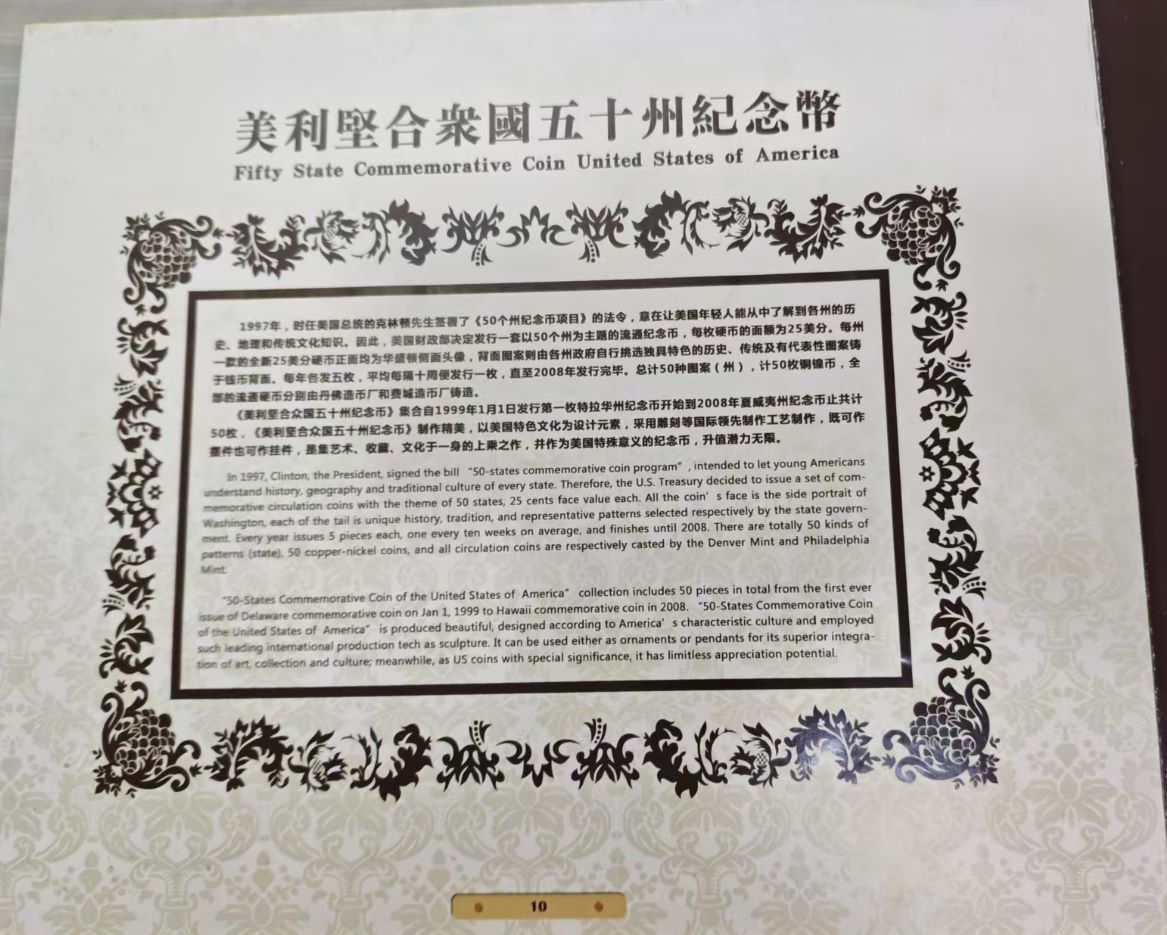 美利堅合衆國五十州紀念幣
Fifty State Commemorative Coin United States of America
1997年，时任美国总统的克林顿先生签署了《50个州纪念币项目》的法令，意在让美国年轻人能从中了解到各州的历
史、地理和传统文化知识。因此，美国财政部决定发行一套以50个州为主题的流通纪念币，每枚硬币的面额为25美分。每州
一款的全新25美分硬币正面均为华盛顿侧面头像，背面图案则由各州政府自行挑选独具特色的历史、传统及有代表性图案铸
于钱币背面。每年各发五枚，平均每隔十周便发行一枚，直至2008年发行完毕。总计50种图案（州），计50枚铜镍币，全
部的流通硬币分别由丹佛造币厂和费城造币厂铸造。
《美利坚合众国五十州纪念币》集合自1999年1月1日发行第一枚特拉华州纪念币开始到2008年夏威夷州纪念币止共计
50枚，《美利坚合众国五十州纪念币》制作精美，以美国特色文化为设计元素，采用雕刻等国际领先制作工艺制作，既可作
摆件也可作挂件，是集艺术、收藏、文化于一身的上乘之作，并作为美国特殊意义的纪念币，升值潜力无限。
In 1997, Clinton, the President, signed the bill “50-states commemorative coin program”, intended to let young Americans
understand history, geography and traditional culture of every state. Therefore, the U.S. Treasury decided to issue a set of com-
memorative circulation coins with the theme of 50 states, 25 cents face value each. All the coin’s face is the side portrait of
Washington, each of the tail is unique history, tradition, and representative patterns selected respectively by the state govern-
ment. Every year issues 5 pieces each, one every ten weeks on average, and finishes until 2008. There are totally 50 kinds of
patterns (state), 50 copper-nickel coins, and all circulation coins are respectively casted by the Denver Mint and Philadelphia
Mint.
“50-States Commemorative Coin of the United States of America” collection includes 50 pieces in total from the first ever
issue of Delaware commemorative coin on Jan 1, 1999 to Hawaii commemorative coin in 2008. “50-States Commemorative Coin
of the United States of America” is produced beautiful, designed according to America’s characteristic culture and employed
such leading international production tech as sculpture. It can be used either as ornaments or pendants for its superior integra-
tion of art, collection and culture; meanwhile, as US coins with special significance, it has limitless appreciation potential.
10